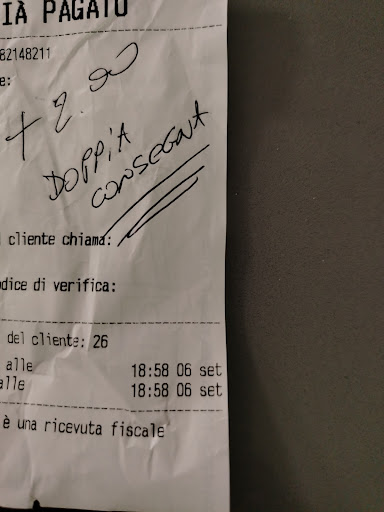 IÀ PAGATO
82148211
e:
+ 2.00
DOPPiA
consegnA
cliente chiama:
dice di verifica:
del cliente: 26
alle 18:58 06 set
alle 18:58 06 set
è una ricevuta fiscale